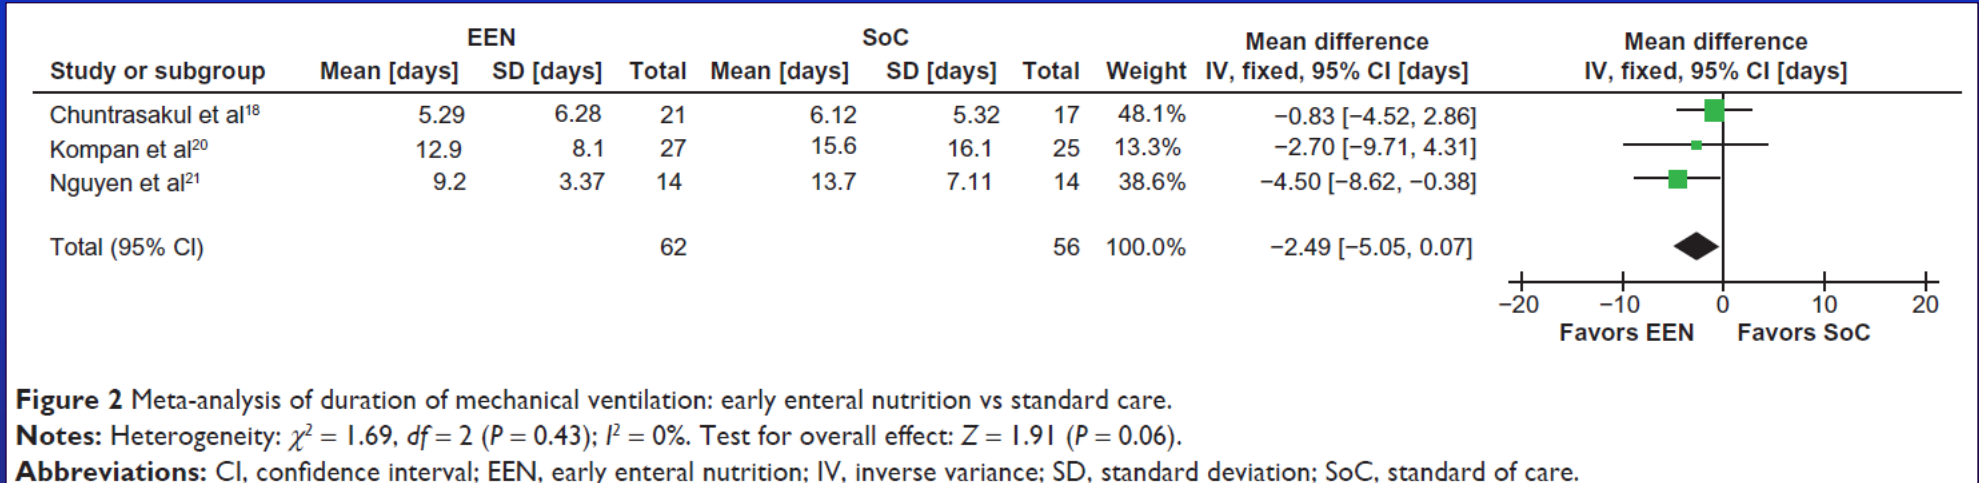 EEN SoC Mean difference Mean difference
Study or subgroup Mean [days] SD [days] Total Mean [days] SD [days] Total Weight IV, fixed, 95% CI [days] IV, fixed, 95% CI [days]
Chuntrasakul et al18 5.29 6.28 21 6.12 5.32 17 48.1% −0.83 [−4.52, 2.86]
Kompan et al20 12.9 8.1 27 15.6 16.1 25 13.3% −2.70 [−9.71, 4.31]
Nguyen et al21 9.2 3.37 14 13.7 7.11 14 38.6% −4.50 [−8.62, −0.38]
Total (95% CI) 62 56 100.0% −2.49 [−5.05, 0.07]
−20 −10 0 10 20
Favors EEN Favors SoC
Figure 2 Meta-analysis of duration of mechanical ventilation: early enteral nutrition vs standard care.
Notes: Heterogeneity: χ² = 1.69, df = 2 (P = 0.43); I² = 0%. Test for overall effect: Z = 1.91 (P = 0.06).
Abbreviations: CI, confidence interval; EEN, early enteral nutrition; IV, inverse variance; SD, standard deviation; SoC, standard of care.